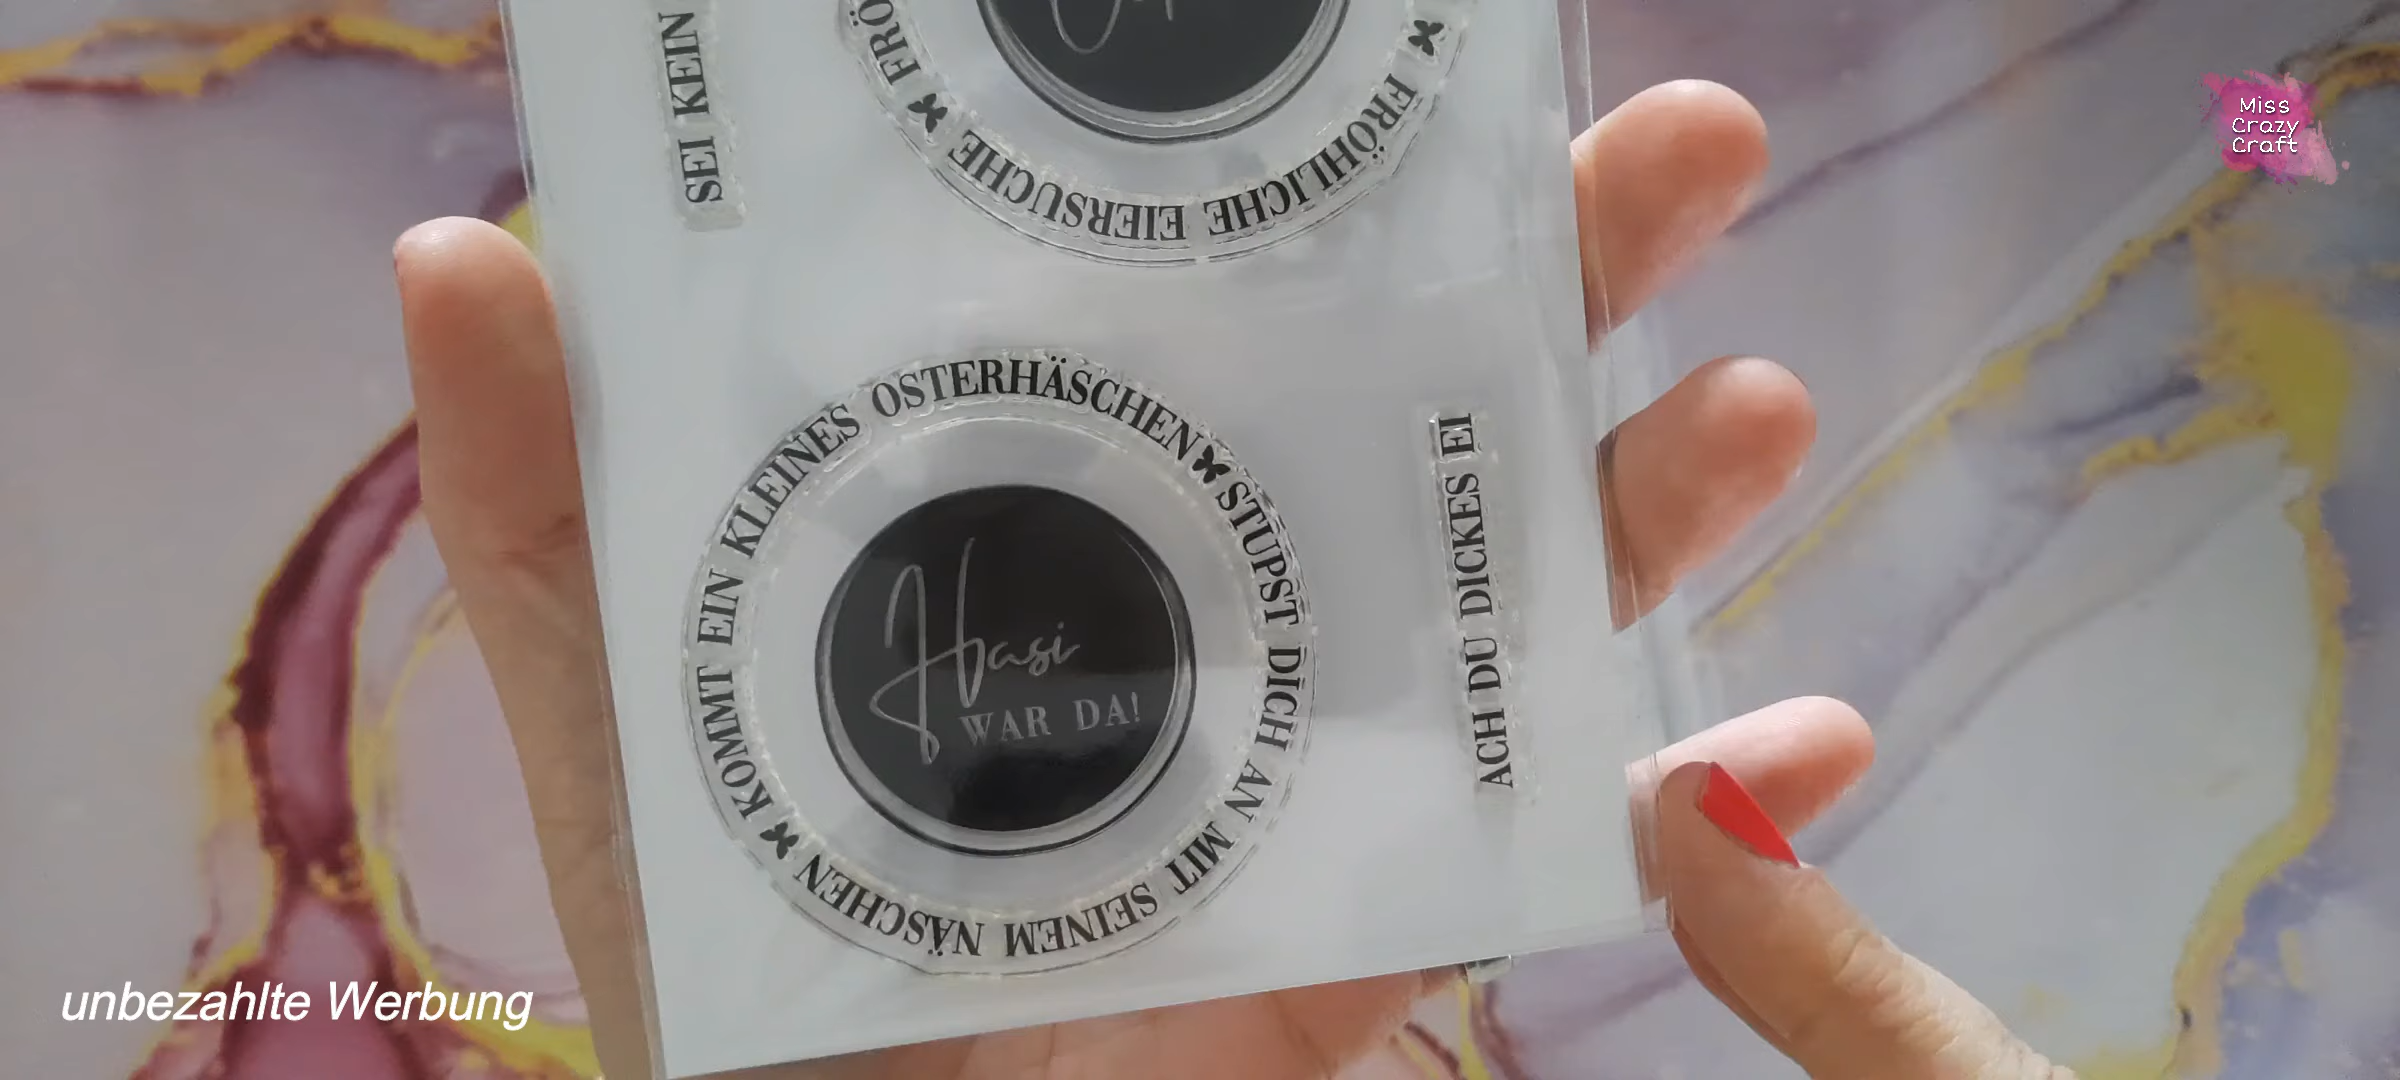 SEI KEIN
FRÖHLICHE EIERSUCHE
Miss
Crazy
Craft
KOMMT EIN KLEINES OSTERHÄSCHEN
STUPST DICH AN MIT SEINEM NÄSCHEN
Hasi
WAR DA!
ACH DU DICKES EI
unbezahlte Werbung